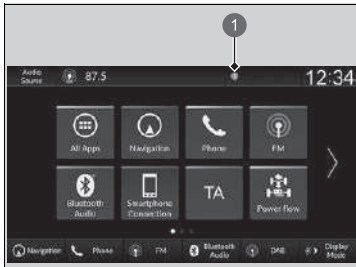 1
Audio Source
87.5
12:34
All Apps
Navigation
Phone
FM
Bluetooth Audio
Smartphone Connection
TA
Power flow
Navigation
Phone
FM
Bluetooth Audio
DAB
Display Mode